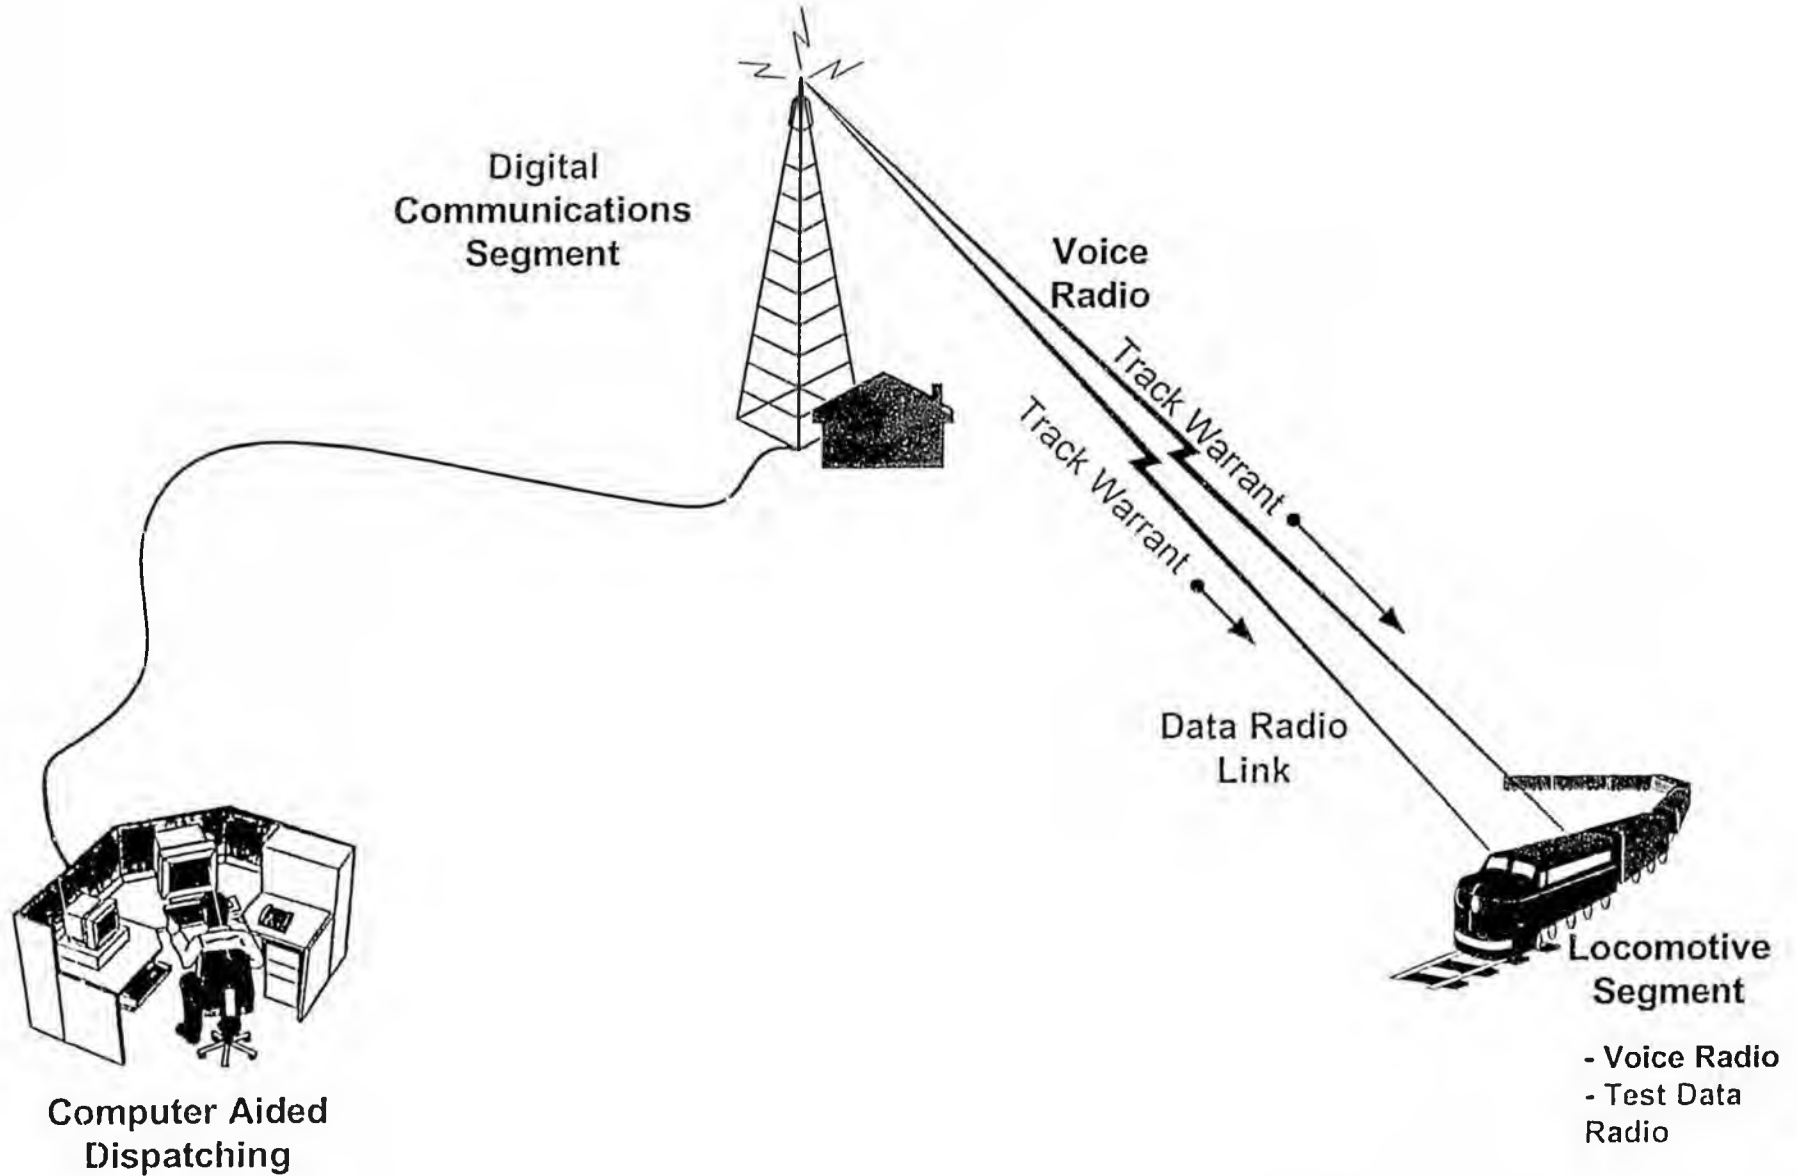 Digital
Communications
Segment
Voice
Radio
Track Warrant
Track Warrant
Data Radio
Link
Locomotive
Segment
- Voice Radio
- Test Data
Radio
Computer Aided
Dispatching